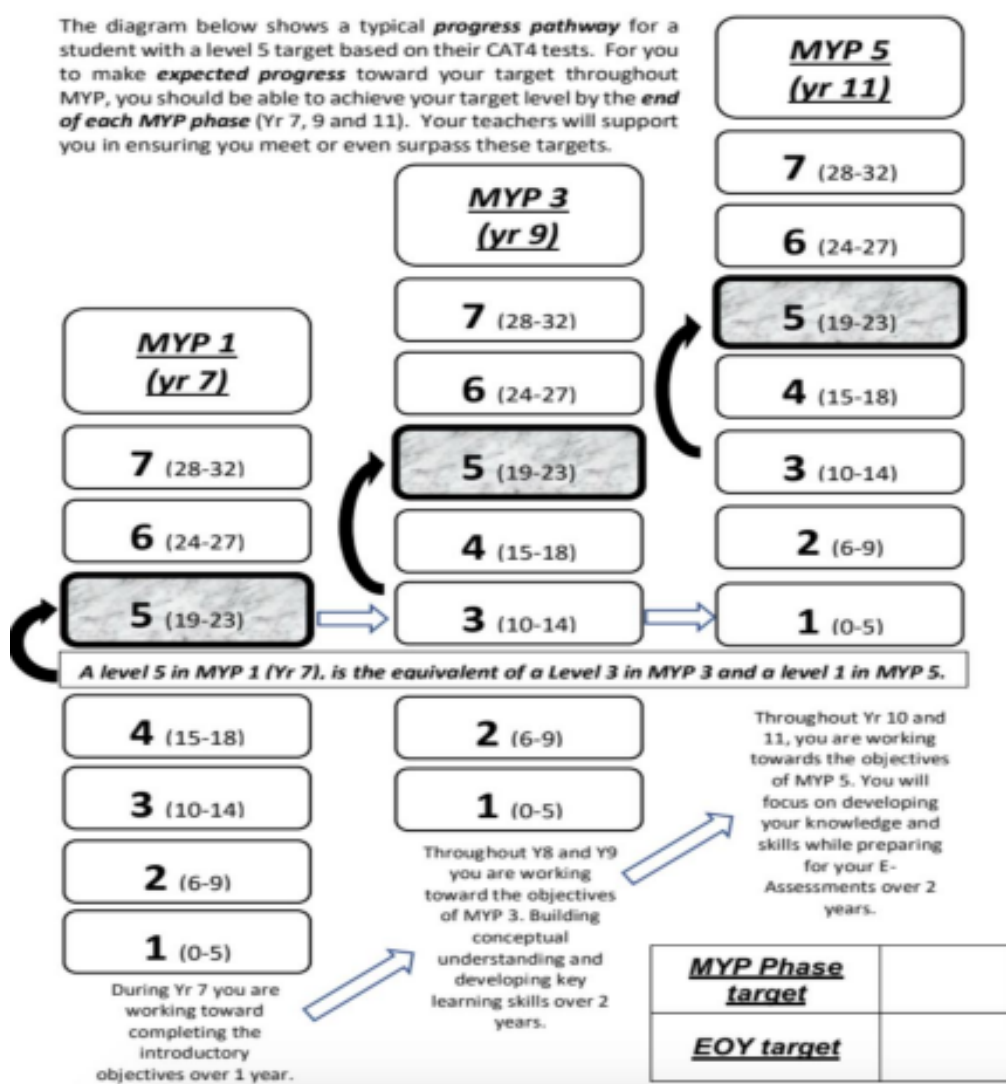 The diagram below shows a typical progress pathway for a
student with a level 5 target based on their CAT4 tests. For you
to make expected progress toward your target throughout
MYP, you should be able to achieve your target level by the end
of each MYP phase (Yr 7, 9 and 11). Your teachers will support
you in ensuring you meet or even surpass these targets.
MYP 1
(yr 7)
7 (28-32)
6 (24-27)
5 (19-23)
MYP 3
(yr 9)
7 (28-32)
6 (24-27)
5 (19-23)
4 (15-18)
3 (10-14)
MYP 5
(yr 11)
7 (28-32)
6 (24-27)
5 (19-23)
4 (15-18)
3 (10-14)
2 (6-9)
1 (0-5)
A level 5 in MYP 1 (Yr 7), is the equivalent of a Level 3 in MYP 3 and a level 1 in MYP 5.
4 (15-18)
3 (10-14)
2 (6-9)
1 (0-5)
During Yr 7 you are
working toward
completing the
introductory
objectives over 1 year.
2 (6-9)
1 (0-5)
Throughout Y8 and Y9
you are working
toward the objectives
of MYP 3. Building
conceptual
understanding and
developing key
learning skills over 2
years.
Throughout Yr 10 and
11, you are working
towards the objectives
of MYP 5. You will
focus on developing
your knowledge and
skills while preparing
for your E-
Assessments over 2
years.
MYP Phase
target
EOY target